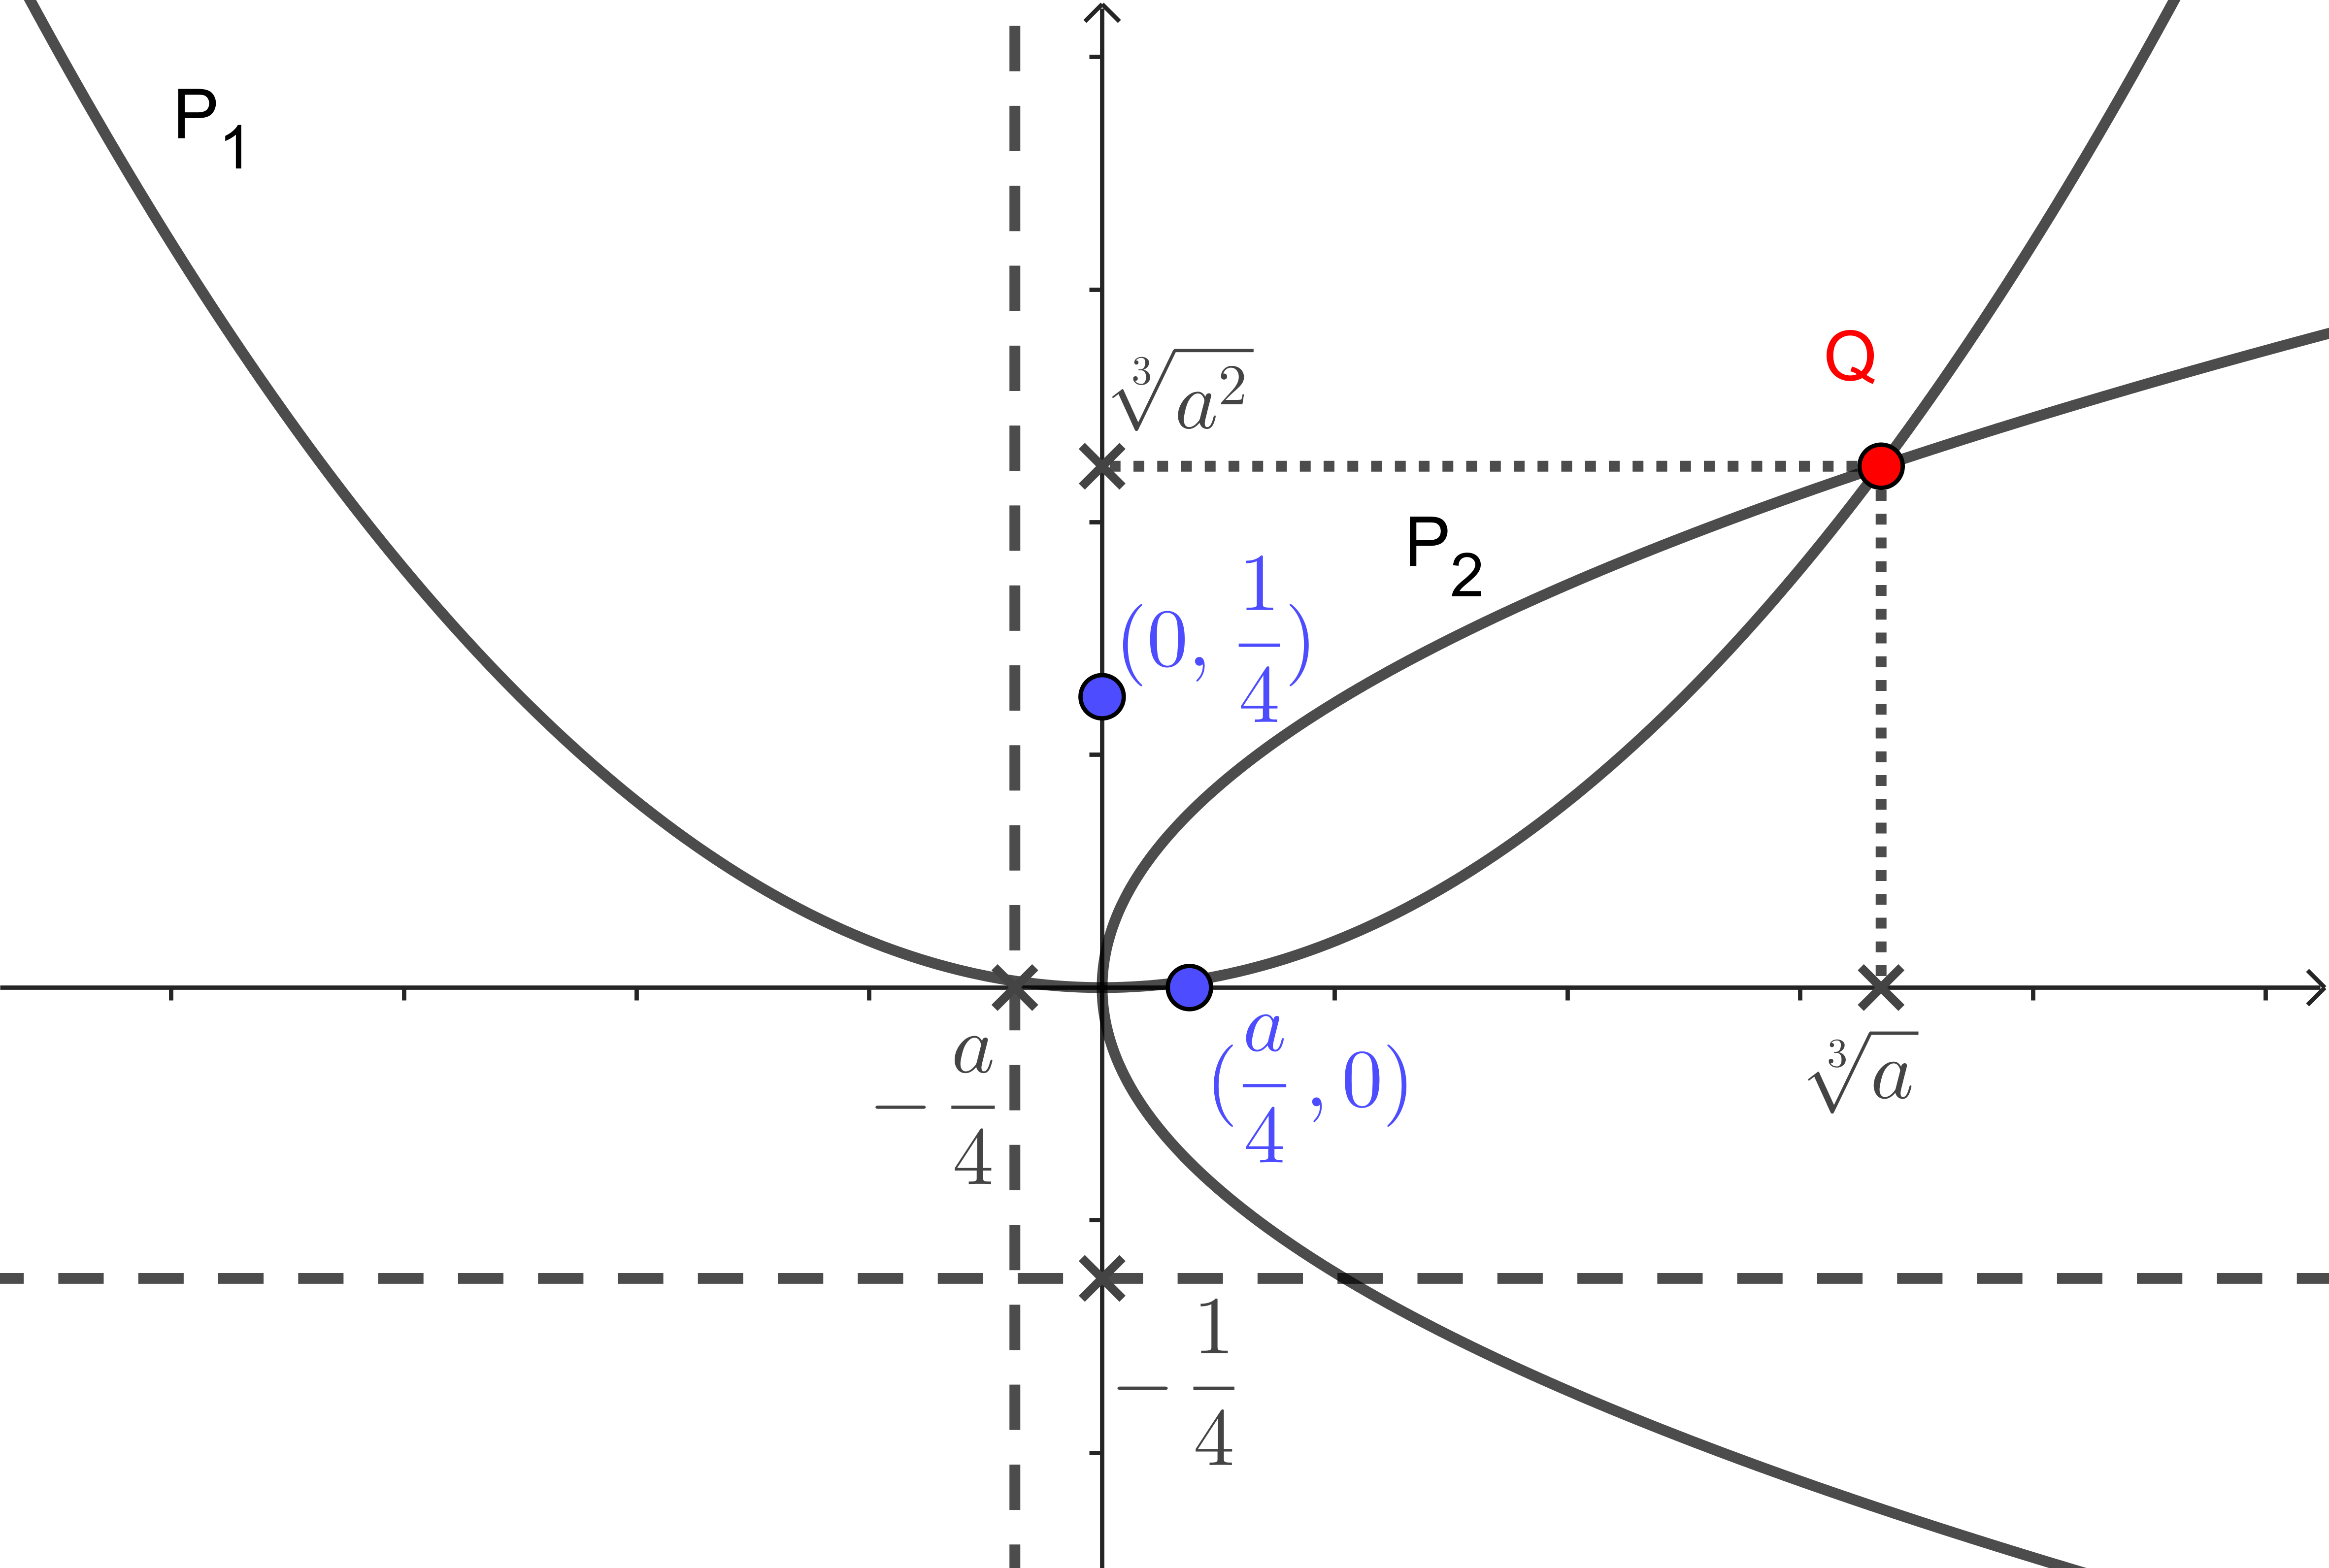 P₁
∛a²
Q
P₂
(0, 1/4)
−a/4
(a/4, 0)
∛a
−1/4